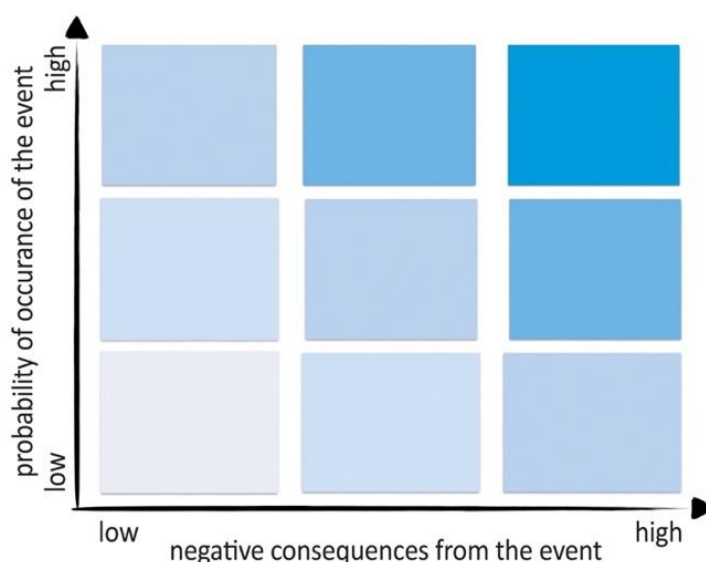 high
probability of occurance of the event
low
low
high
negative consequences from the event